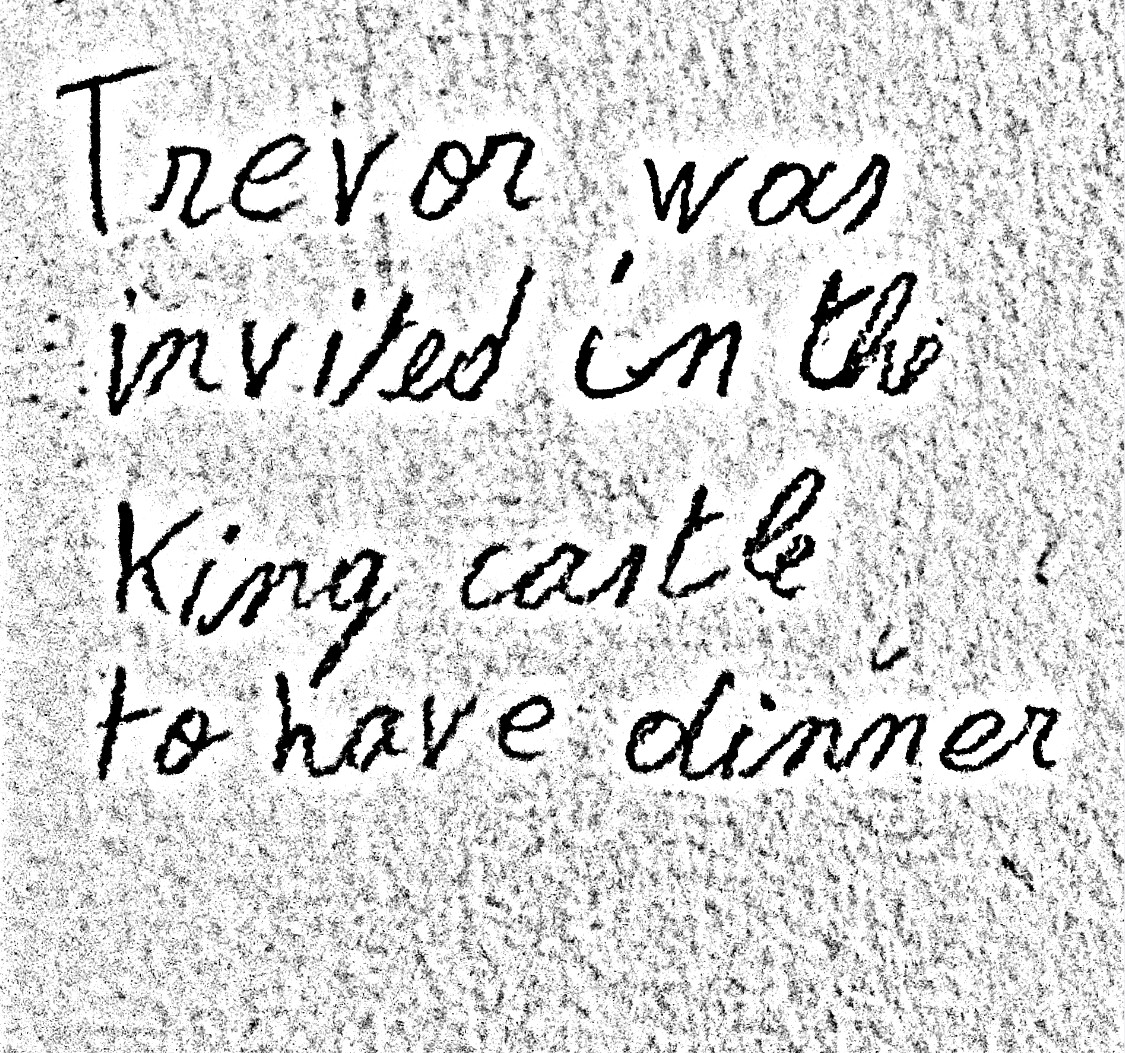 Trevor was
invited in the
King castle
to have dinner